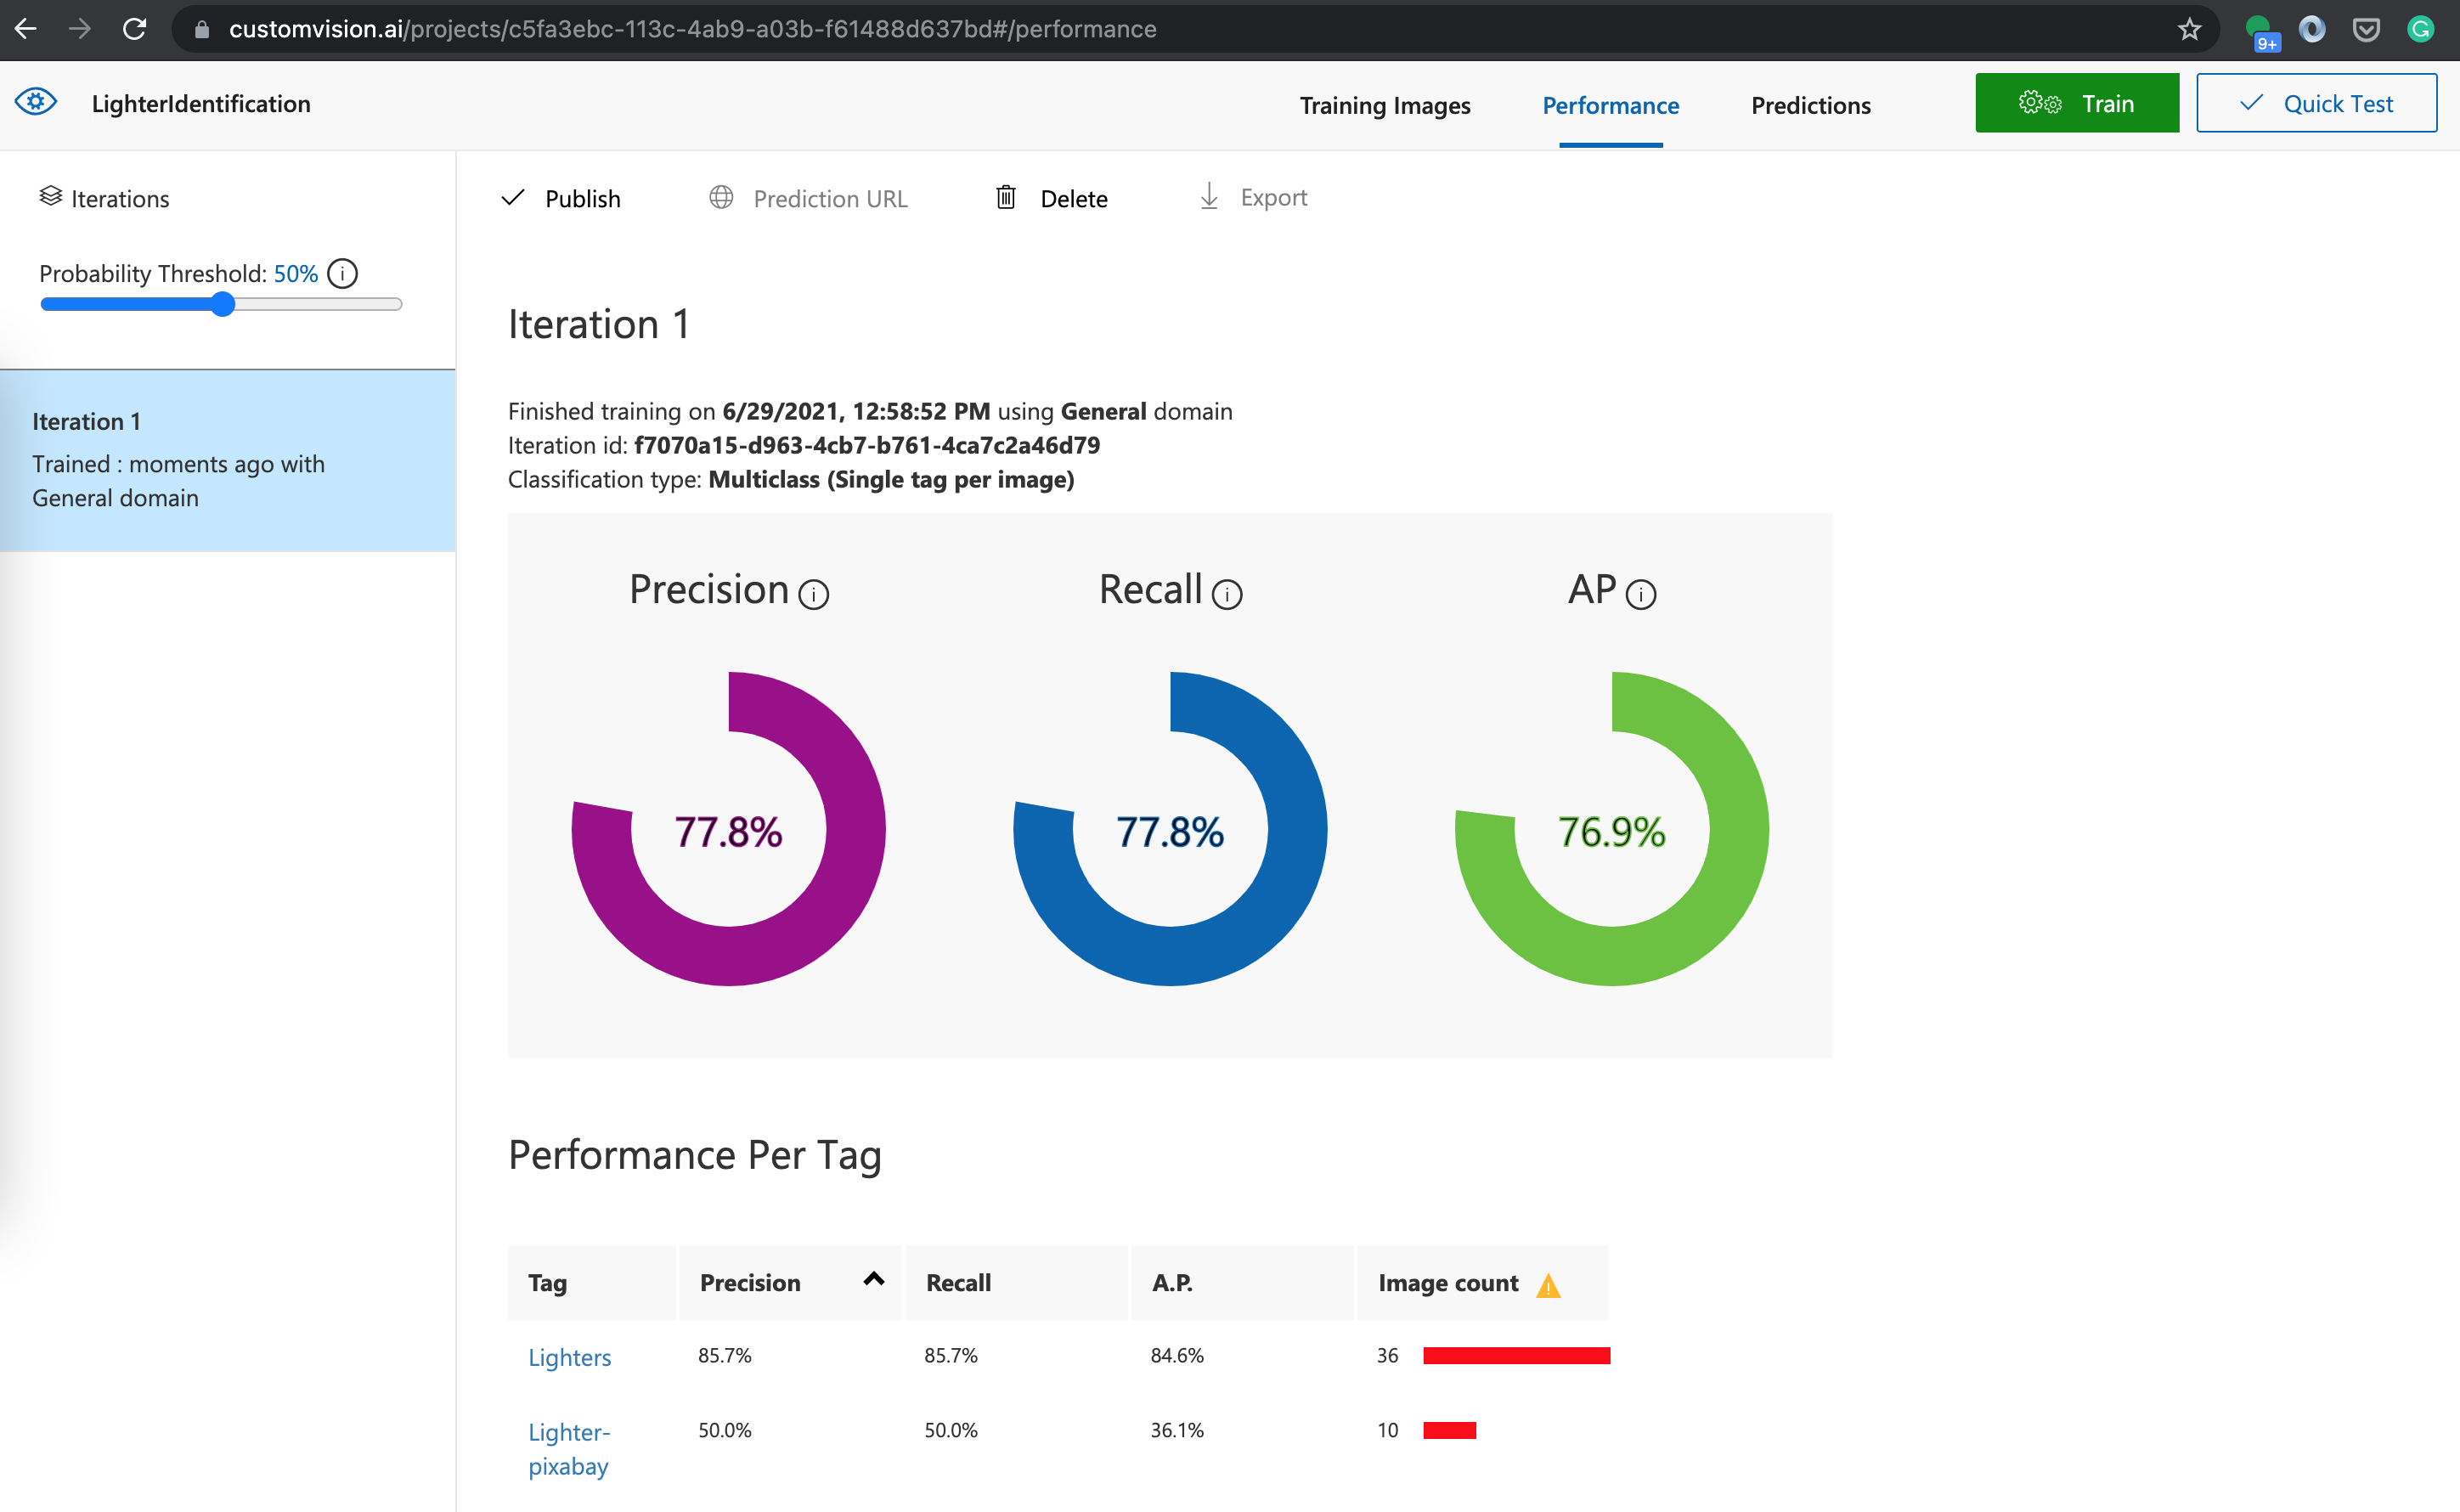 customvision.ai/projects/c5fa3ebc-113c-4ab9-a03b-f61488d637bd#/performance
9+
LighterIdentification
Training Images
Performance
Predictions
Train
Quick Test
Iterations
Probability Threshold: 50%
Iteration 1
Trained : moments ago with
General domain
Publish
Prediction URL
Delete
Export
Iteration 1
Finished training on 6/29/2021, 12:58:52 PM using General domain
Iteration id: f7070a15-d963-4cb7-b761-4ca7c2a46d79
Classification type: Multiclass (Single tag per image)
Precision
Recall
AP
77.8%
77.8%
76.9%
Performance Per Tag
Tag Precision Recall A.P. Image count
Lighters 85.7% 85.7% 84.6% 36
Lighter- 50.0% 50.0% 36.1% 10
pixabay